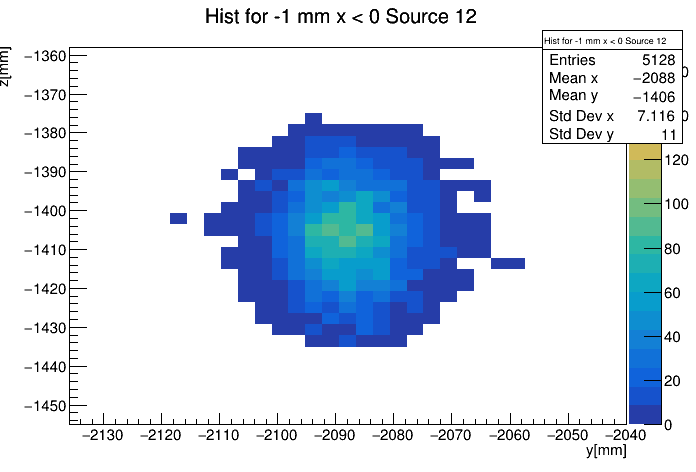 Hist for -1 mm x < 0 Source 12
z[mm]
Hist for -1 mm x < 0 Source 12
Entries 5128
Mean x −2088
Mean y −1406
Std Dev x 7.116
Std Dev y 11
−1360
−1370
−1380
−1390
−1400
−1410
−1420
−1430
−1440
−1450
120
100
80
60
40
20
0
−2130 −2120 −2110 −2100 −2090 −2080 −2070 −2060 −2050 −2040
y[mm]